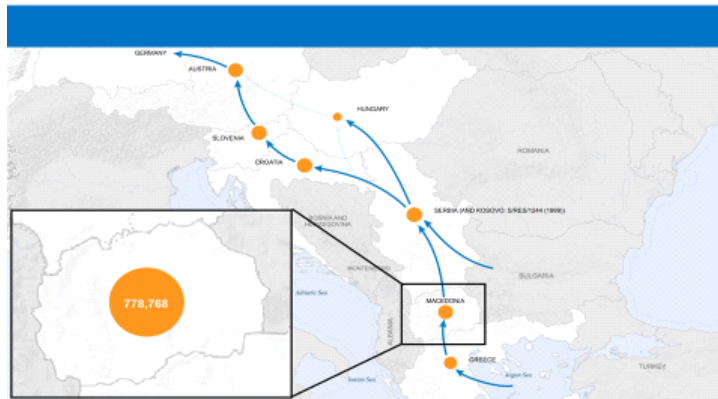 GERMANY
AUSTRIA
HUNGARY
SLOVENIA
ROMANIA
CROATIA
SERBIA (AND KOSOVO: S/RES/1244 (1999))
BOSNIA AND
HERZEGOVINA
MONTENEGRO
BULGARIA
Adriatic Sea
MACEDONIA
778,768
ALBANIA
GREECE
TURKEY
Ionian Sea
Aegan Sea